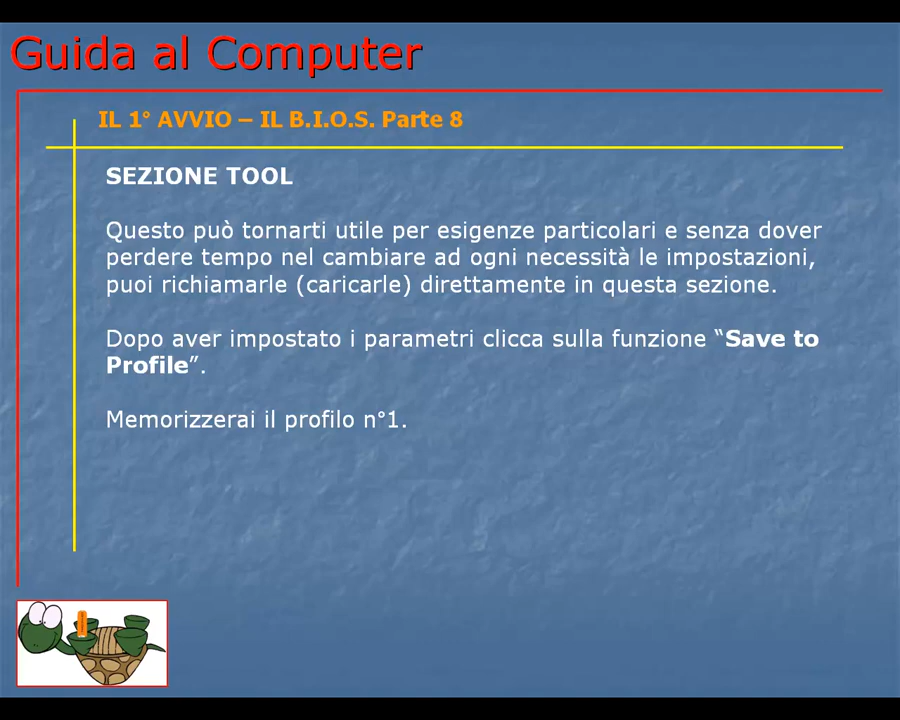 Guida al Computer
IL 1° AVVIO – IL B.I.O.S. Parte 8
SEZIONE TOOL
Questo può tornarti utile per esigenze particolari e senza dover
perdere tempo nel cambiare ad ogni necessità le impostazioni,
puoi richiamarle (caricarle) direttamente in questa sezione.
Dopo aver impostato i parametri clicca sulla funzione “Save to
Profile”.
Memorizzerai il profilo n°1.